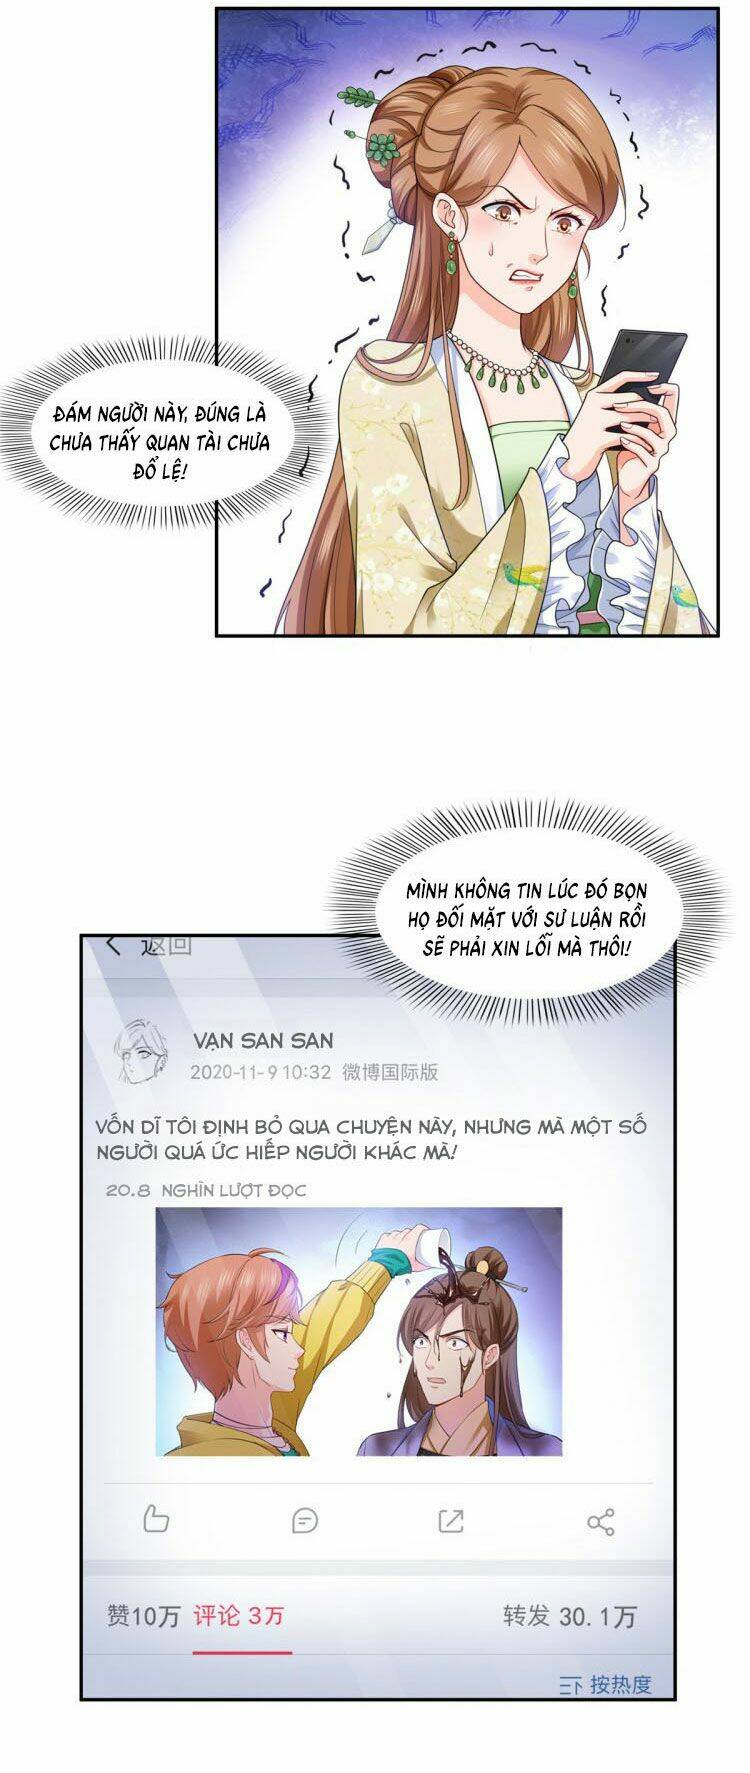 ĐÁM NGƯỜI NÀY, ĐÚNG LÀ
CHƯA THẤY QUAN TÀI CHƯA
ĐỔ LỆ!
MÌNH KHÔNG TIN LÚC ĐÓ BỌN
HỌ ĐỐI MẶT VỚI SƯ LUẬN RỒI
SẼ PHẢI XIN LỖI MÀ THÔI!
返回
VẠN SAN SAN
2020-11-9 10:32 微博国际版
VỐN DĨ TÔI ĐỊNH BỎ QUA CHUYỆN NÀY, NHƯNG MÀ MỘT SỐ
NGƯỜI QUÁ ỨC HIẾP NGƯỜI KHÁC MÀ!
20.8 NGHÌN LƯỢT ĐỌC
赞10万 评论 3万 转发 30.1万
按热度